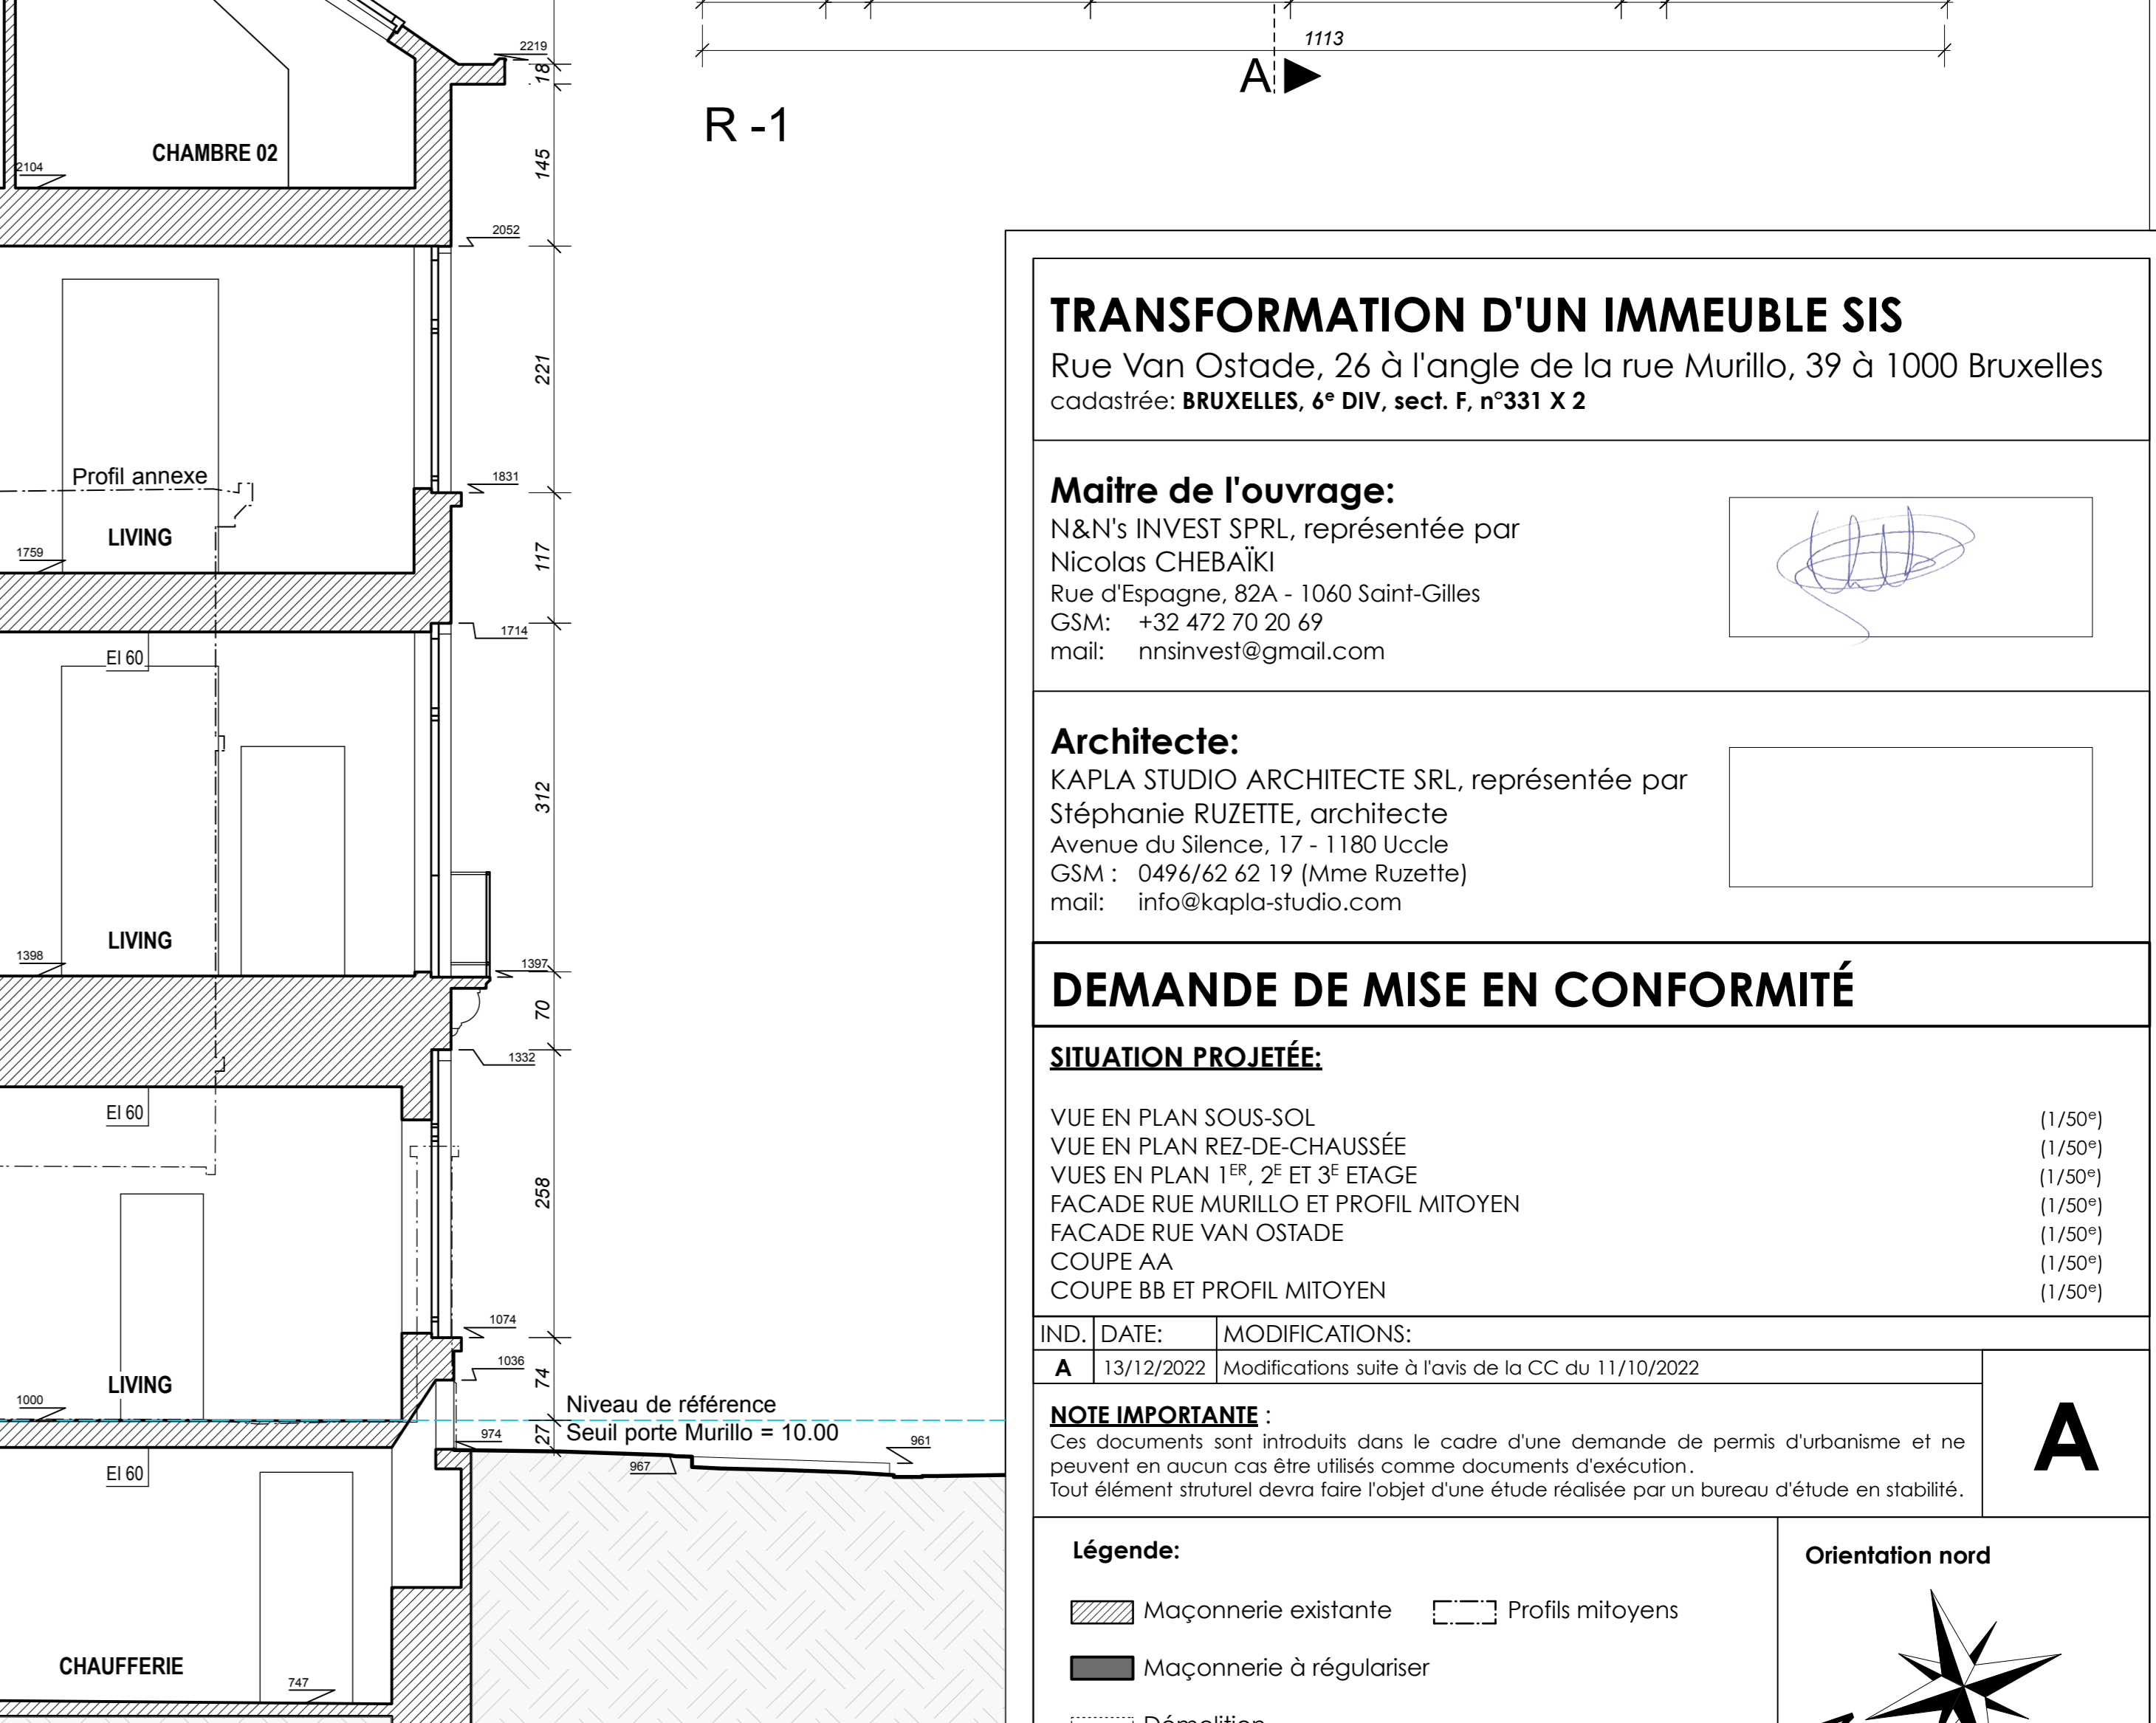 1113
A
R -1
2219
18
CHAMBRE 02
2104
145
2052
221
Profil annexe
1831
LIVING
1759
117
1714
EI 60
312
LIVING
1398
1397
70
1332
EI 60
258
1074
1036
LIVING
1000
74
Niveau de référence
Seuil porte Murillo = 10.00
974
27
967
961
EI 60
CHAUFFERIE
747
TRANSFORMATION D'UN IMMEUBLE SIS
Rue Van Ostade, 26 à l'angle de la rue Murillo, 39 à 1000 Bruxelles
cadastrée: BRUXELLES, 6e DIV, sect. F, n°331 X 2
Maitre de l'ouvrage:
N&N's INVEST SPRL, représentée par
Nicolas CHEBAÏKI
Rue d'Espagne, 82A - 1060 Saint-Gilles
GSM: +32 472 70 20 69
mail: nnsinvest@gmail.com
Architecte:
KAPLA STUDIO ARCHITECTE SRL, représentée par
Stéphanie RUZETTE, architecte
Avenue du Silence, 17 - 1180 Uccle
GSM : 0496/62 62 19 (Mme Ruzette)
mail: info@kapla-studio.com
DEMANDE DE MISE EN CONFORMITÉ
SITUATION PROJETÉE:
VUE EN PLAN SOUS-SOL (1/50e)
VUE EN PLAN REZ-DE-CHAUSSÉE (1/50e)
VUES EN PLAN 1ER, 2E ET 3E ETAGE (1/50e)
FACADE RUE MURILLO ET PROFIL MITOYEN (1/50e)
FACADE RUE VAN OSTADE (1/50e)
COUPE AA (1/50e)
COUPE BB ET PROFIL MITOYEN (1/50e)
IND. DATE: MODIFICATIONS:
A 13/12/2022 Modifications suite à l'avis de la CC du 11/10/2022
NOTE IMPORTANTE :
Ces documents sont introduits dans le cadre d'une demande de permis d'urbanisme et ne
peuvent en aucun cas être utilisés comme documents d'exécution.
Tout élément struturel devra faire l'objet d'une étude réalisée par un bureau d'étude en stabilité.
A
Légende:
Maçonnerie existante
Profils mitoyens
Maçonnerie à régulariser
Démolition
Orientation nord